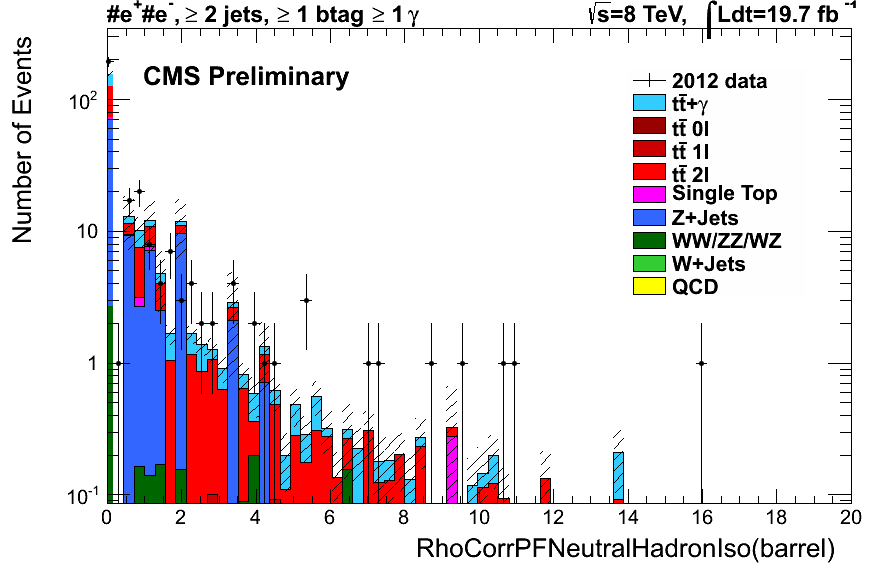 #e⁺#e⁻, ≥ 2 jets, ≥ 1 btag ≥ 1 γ
√s=8 TeV, ∫Ldt=19.7 fb⁻¹
CMS Preliminary
2012 data
tt̄+γ
tt̄ 0l
tt̄ 1l
tt̄ 2l
Single Top
Z+Jets
WW/ZZ/WZ
W+Jets
QCD
Number of Events
10²
10
1
10⁻¹
0 2 4 6 8 10 12 14 16 18 20
RhoCorrPFNeutralHadronIso(barrel)